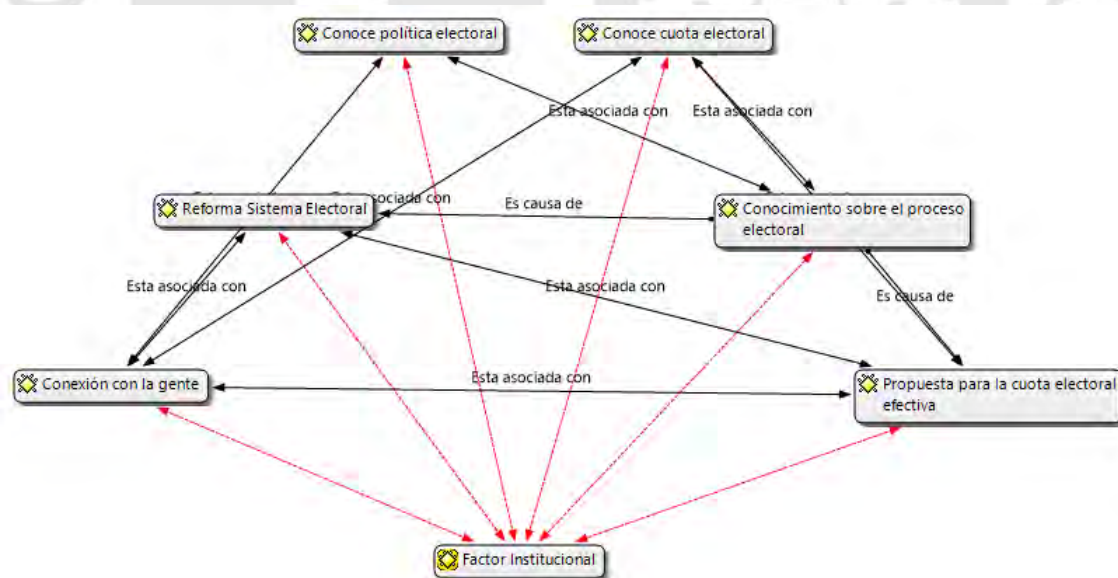 Conoce política electoral
Conoce cuota electoral
Esta asociada con
Esta asociada con
asociada con
Reforma Sistema Electoral
Es causa de
Conocimiento sobre el proceso
electoral
Esta asociada con
Esta asociada con
Es causa de
Conexión con la gente
Esta asociada con
Propuesta para la cuota electoral
efectiva
Factor Institucional